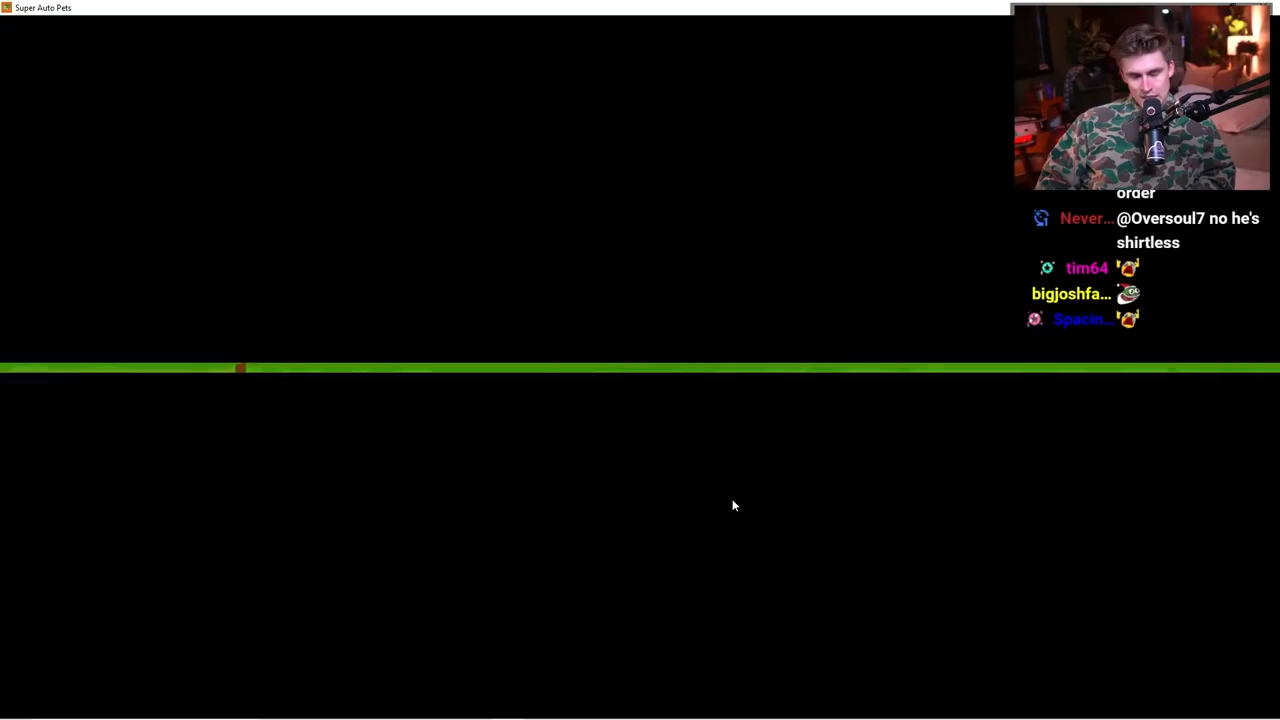 Super Auto Pets
order
Never... @Oversoul7 no he's
shirtless
tim64
bigjoshfa...
Spacin...